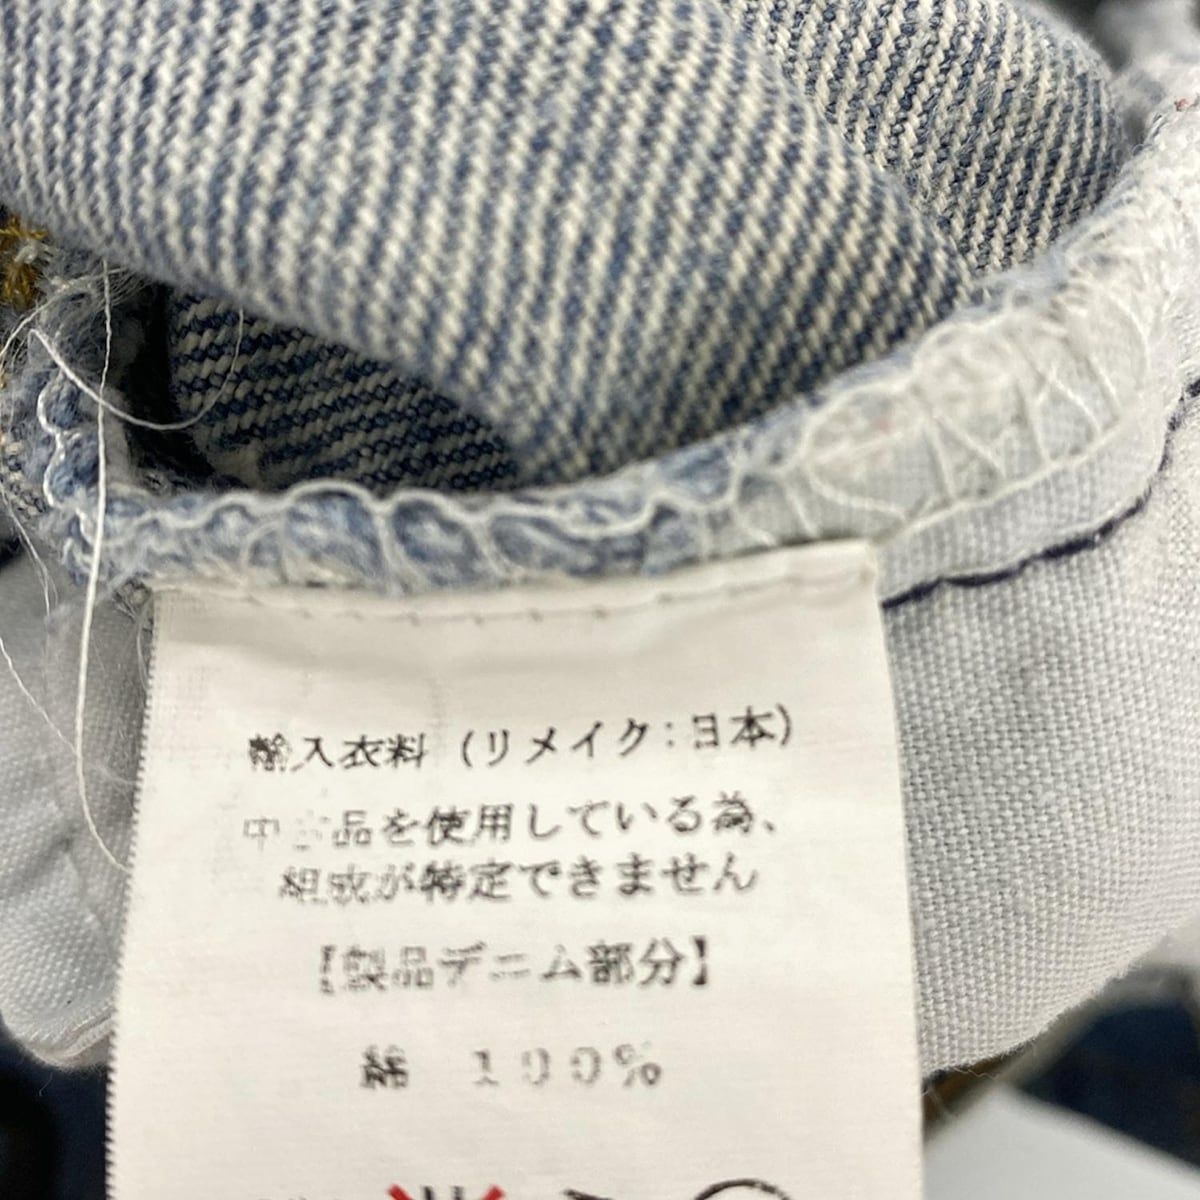 輸入衣料（リメイク：日本）
中古品を使用している為、
組成が特定できません
【製品デニム部分】
綿 100%